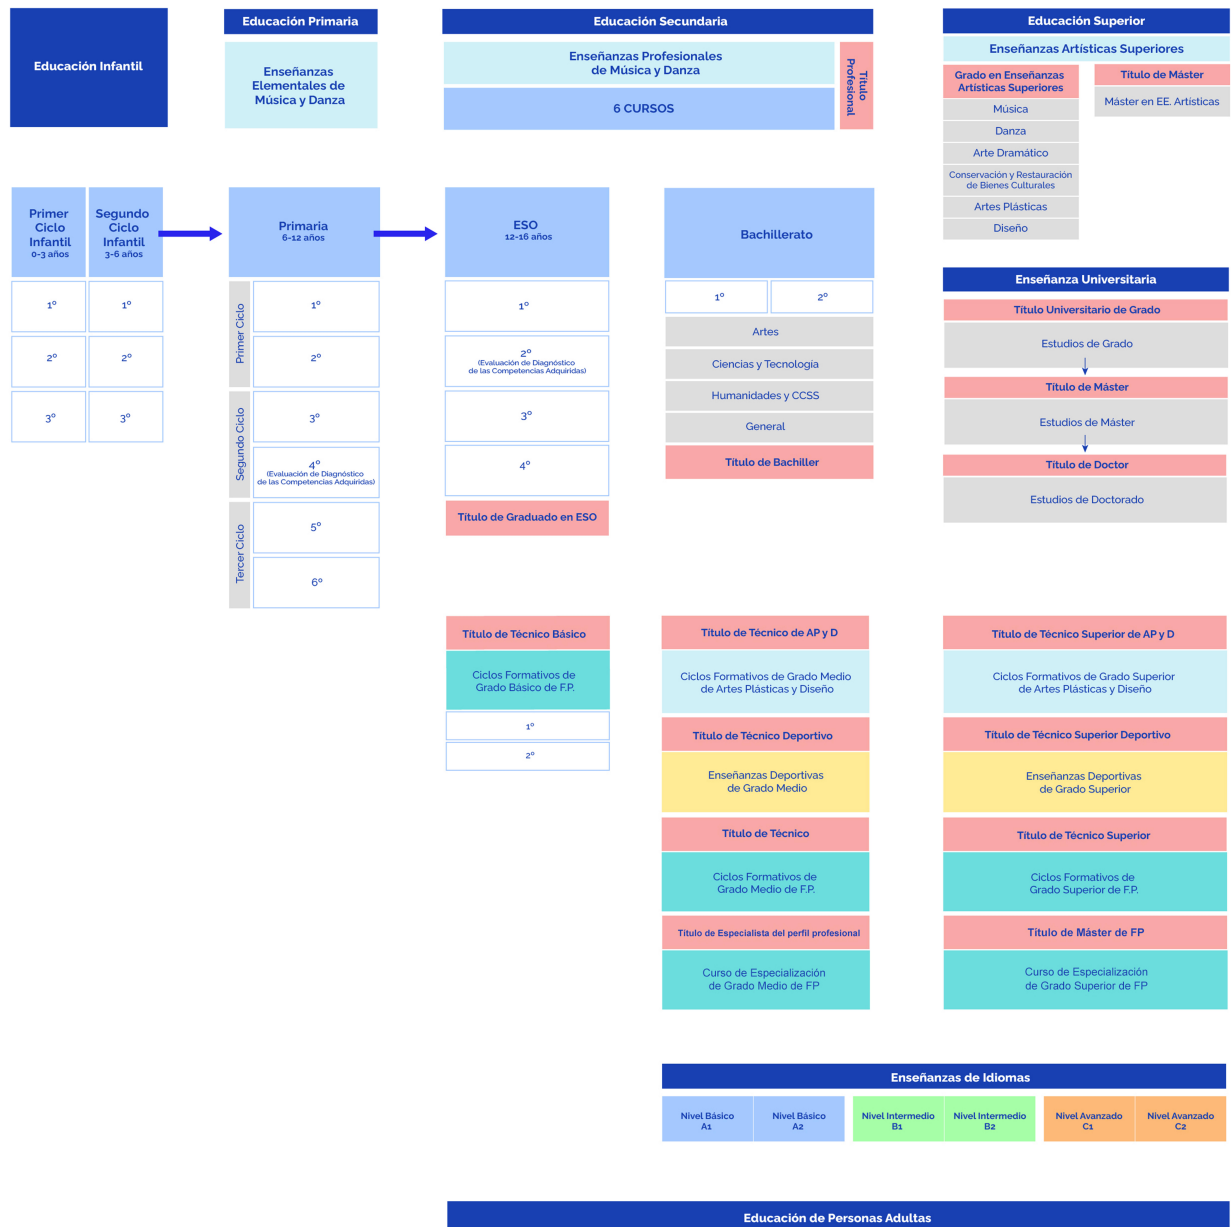 Educación Infantil
Educación Primaria
Enseñanzas
Elementales de
Música y Danza
Educación Secundaria
Enseñanzas Profesionales
de Música y Danza
6 CURSOS
Título
Profesional
Educación Superior
Enseñanzas Artísticas Superiores
Grado en Enseñanzas
Artísticas Superiores
Música
Danza
Arte Dramático
Conservación y Restauración
de Bienes Culturales
Artes Plásticas
Diseño
Título de Máster
Máster en EE. Artísticas
Primer
Ciclo
Infantil
0-3 años
1º
2º
3º
Segundo
Ciclo
Infantil
3-6 años
1º
2º
3º
Primaria
6-12 años
Primer Ciclo
1º
2º
Segundo Ciclo
3º
4º
(Evaluación de Diagnóstico
de las Competencias Adquiridas)
Tercer Ciclo
5º
6º
ESO
12-16 años
1º
2º
(Evaluación de Diagnóstico
de las Competencias Adquiridas)
3º
4º
Título de Graduado en ESO
Bachillerato
1º
2º
Artes
Ciencias y Tecnología
Humanidades y CCSS
General
Título de Bachiller
Enseñanza Universitaria
Título Universitario de Grado
Estudios de Grado
Título de Máster
Estudios de Máster
Título de Doctor
Estudios de Doctorado
Título de Técnico Básico
Ciclos Formativos de
Grado Básico de F.P.
1º
2º
Título de Técnico de AP y D
Ciclos Formativos de Grado Medio
de Artes Plásticas y Diseño
Título de Técnico Deportivo
Enseñanzas Deportivas
de Grado Medio
Título de Técnico
Ciclos Formativos de
Grado Medio de F.P.
Título de Especialista del perfil profesional
Curso de Especialización
de Grado Medio de FP
Título de Técnico Superior de AP y D
Ciclos Formativos de Grado Superior
de Artes Plásticas y Diseño
Título de Técnico Superior Deportivo
Enseñanzas Deportivas
de Grado Superior
Título de Técnico Superior
Ciclos Formativos de
Grado Superior de F.P.
Título de Máster de FP
Curso de Especialización
de Grado Superior de FP
Enseñanzas de Idiomas
Nivel Básico
A1
Nivel Básico
A2
Nivel Intermedio
B1
Nivel Intermedio
B2
Nivel Avanzado
C1
Nivel Avanzado
C2
Educación de Personas Adultas